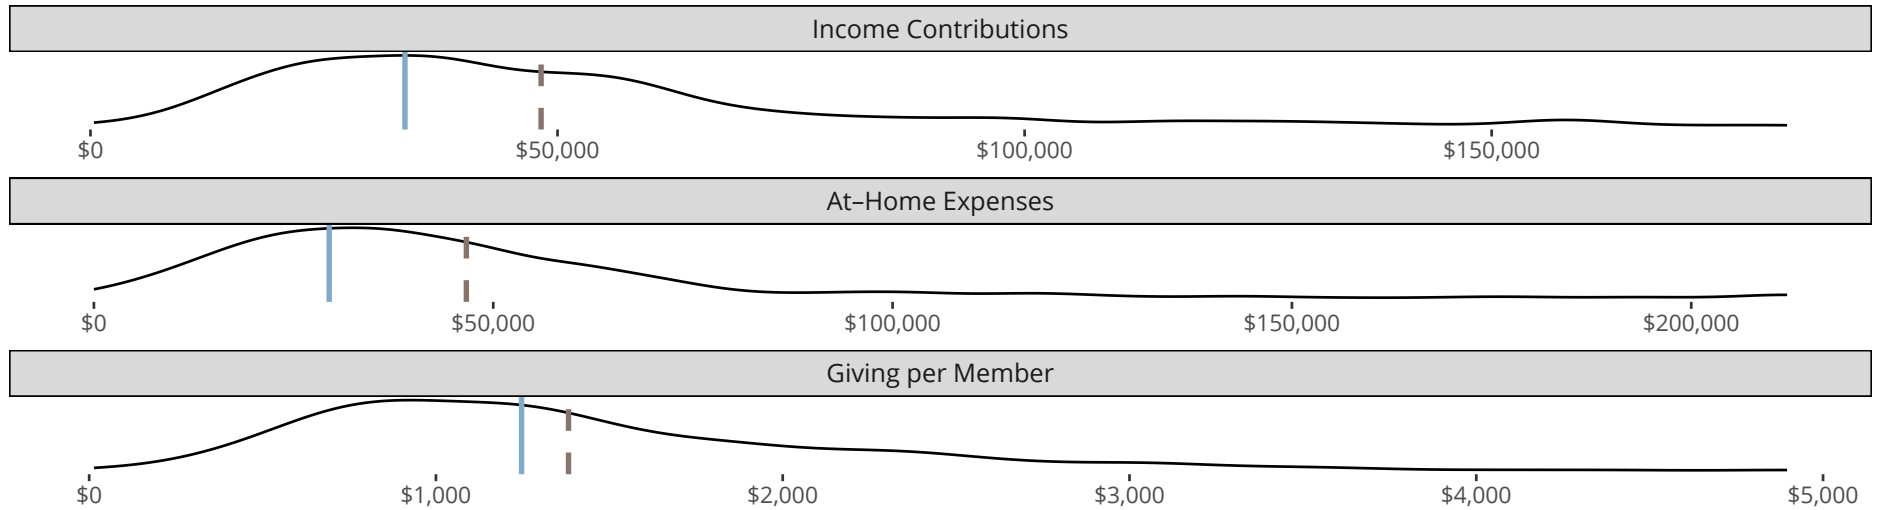 Income Contributions
$0 $50,000 $100,000 $150,000
At–Home Expenses
$0 $50,000 $100,000 $150,000 $200,000
Giving per Member
$0 $1,000 $2,000 $3,000 $4,000 $5,000